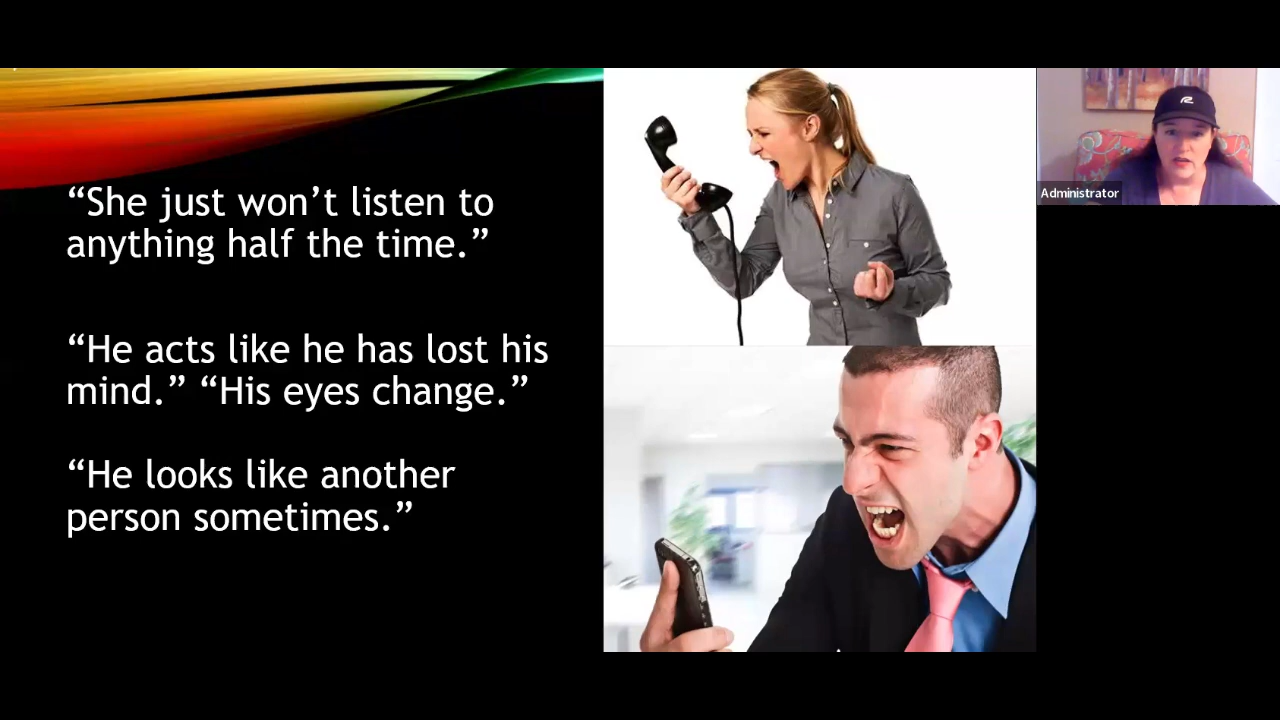 “She just won’t listen to
anything half the time.”
“He acts like he has lost his
mind.” “His eyes change.”
“He looks like another
person sometimes.”
Administrator